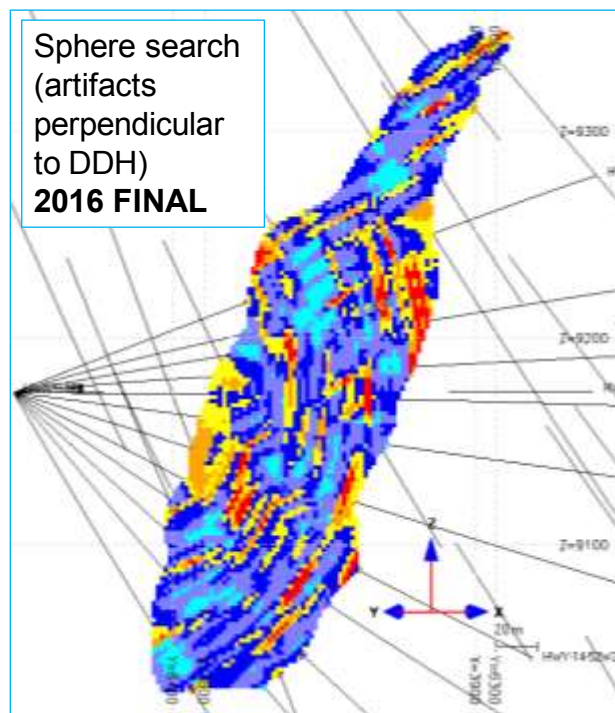 Sphere search
(artifacts
perpendicular
to DDH)
2016 FINAL
Z=9300
Z=9200
Z=9100
Z
Y
X
20m